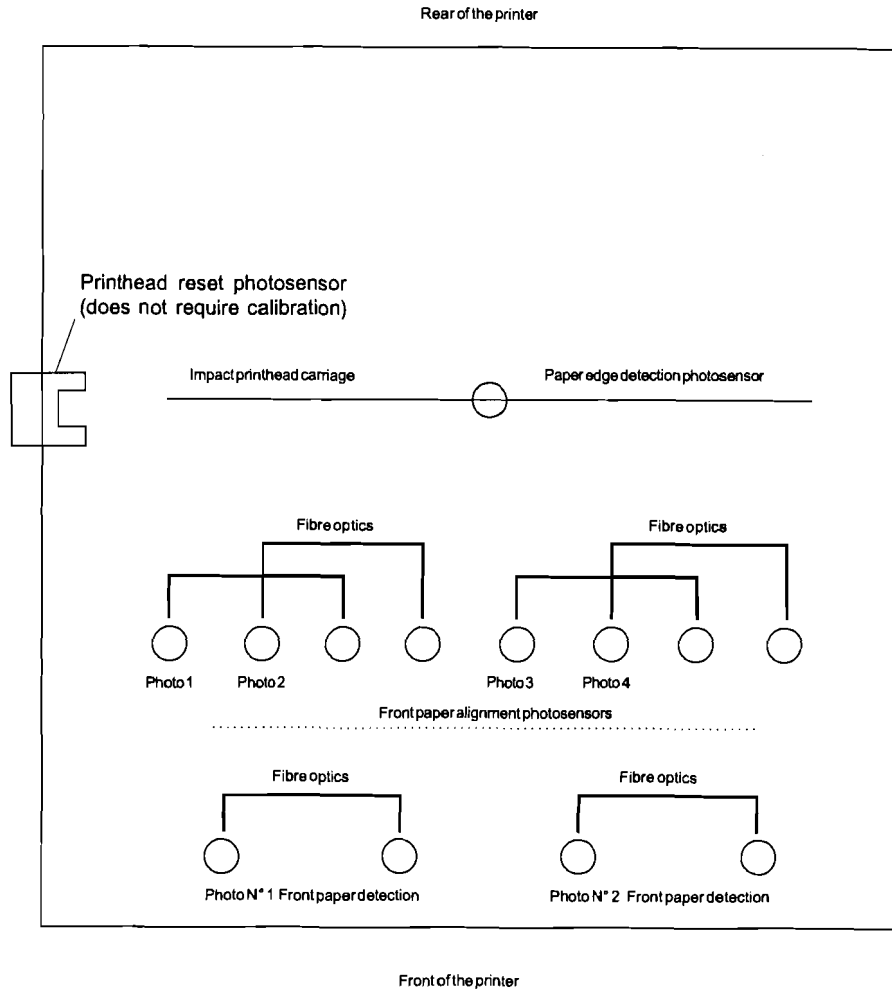 Rear of the printer
Printhead reset photosensor
(does not require calibration)
Impact printhead carriage
Paper edge detection photosensor
Fibre optics
Fibre optics
Photo 1
Photo 2
Photo 3
Photo 4
Front paper alignment photosensors
Fibre optics
Fibre optics
Photo N° 1 Front paper detection
Photo N° 2 Front paper detection
Front of the printer